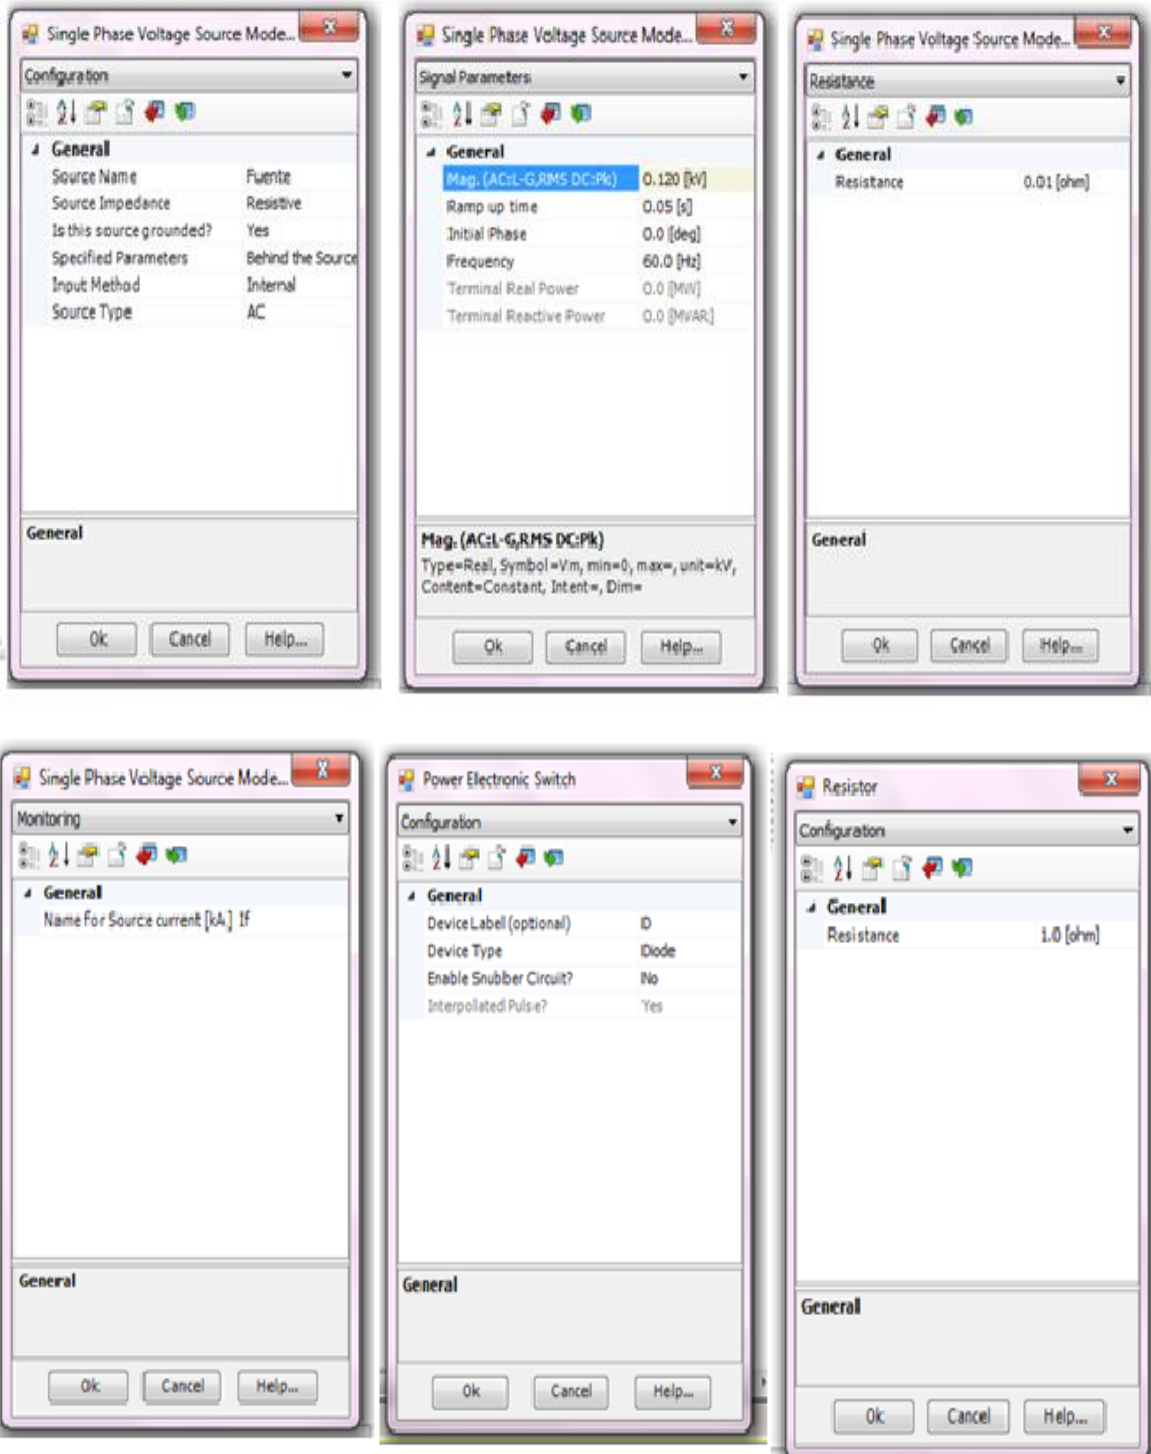 Single Phase Voltage Source Mode...
Configuration
General
Source Name Fuente
Source Impedance Resistive
Is this source grounded? Yes
Specified Parameters Behind the Source
Input Method Internal
Source Type AC
General
Ok Cancel Help...
Single Phase Voltage Source Mode...
Signal Parameters
General
Mag. (AC:L-G,RMS DC:Pk) 0.120 [kV]
Ramp up time 0.05 [s]
Initial Phase 0.0 [deg]
Frequency 60.0 [Hz]
Terminal Real Power 0.0 [MW]
Terminal Reactive Power 0.0 [MVAR]
Mag. (AC:L-G,RMS DC:Pk)
Type=Real, Symbol=Vm, min=0, max=, unit=kV,
Content=Constant, Intent=, Dim=
Ok Cancel Help...
Single Phase Voltage Source Mode...
Resistance
General
Resistance 0.01 [ohm]
General
Ok Cancel Help...
Single Phase Voltage Source Mode...
Monitoring
General
Name for Source current [kA] If
General
Ok Cancel Help...
Power Electronic Switch
Configuration
General
Device Label (optional) D
Device Type Diode
Enable Snubber Circuit? No
Interpolated Pulse? Yes
General
Ok Cancel Help...
Resistor
Configuration
General
Resistance 1.0 [ohm]
General
Ok Cancel Help...